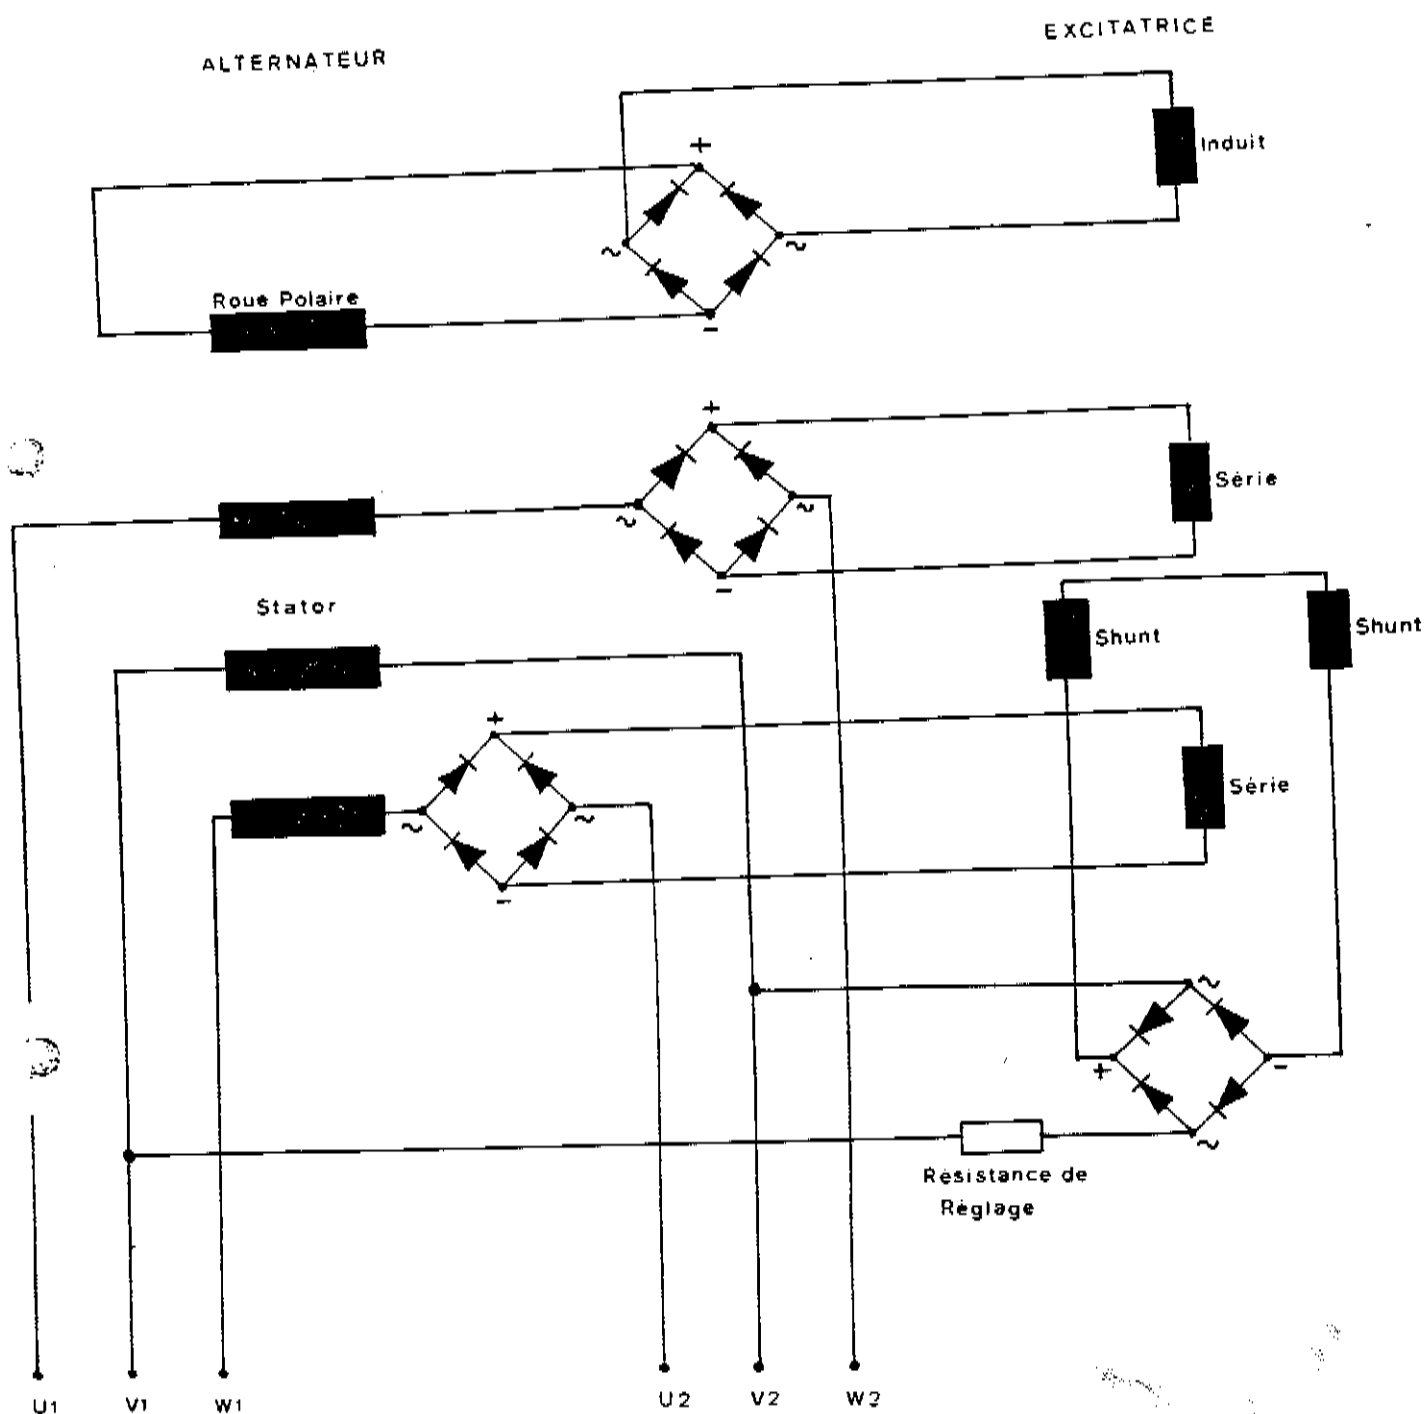 ALTERNATEUR
EXCITATRICE
Induit
+
~
~
-
Roue Polaire
+
~
~
-
Série
Stator
Shunt
Shunt
+
~
~
-
Série
~
+
-
~
Résistance de
Réglage
U1
V1
W1
U2
V2
W2